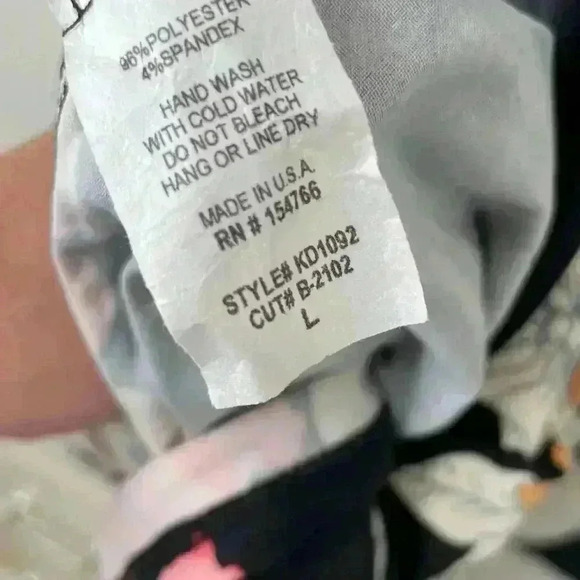 96%POLYESTER
4%SPANDEX
HAND WASH
WITH COLD WATER
DO NOT BLEACH
HANG OR LINE DRY
MADE IN U.S.A
RN # 154766
STYLE# KD1092
CUT# B-2102
L